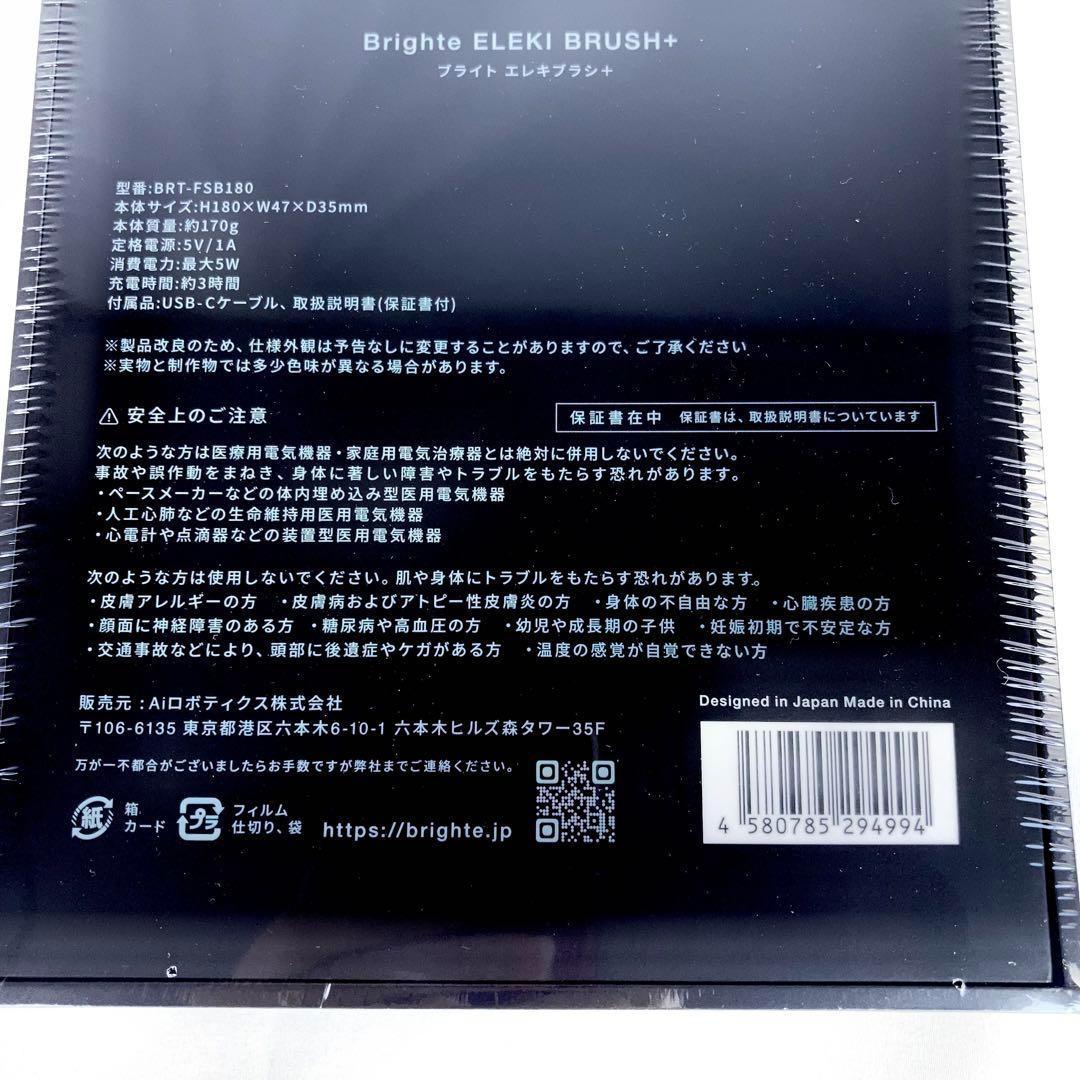 Brighte ELEKI BRUSH+
ブライト エレキブラシ＋
型番:BRT-FSB180
本体サイズ:H180×W47×D35mm
本体質量:約170g
定格電源:5V/1A
消費電力:最大5W
充電時間:約3時間
付属品:USB-Cケーブル、取扱説明書(保証書付)
※製品改良のため、仕様外観は予告なしに変更することがありますので、ご了承ください
※実物と制作物では多少色味が異なる場合があります。
⚠ 安全上のご注意
保証書在中 保証書は、取扱説明書についています
次のような方は医療用電気機器・家庭用電気治療器とは絶対に併用しないでください。
事故や誤作動をまねき、身体に著しい障害やトラブルをもたらす恐れがあります。
・ペースメーカーなどの体内埋め込み型医用電気機器
・人工心肺などの生命維持用医用電気機器
・心電計や点滴器などの装置型医用電気機器
次のような方は使用しないでください。肌や身体にトラブルをもたらす恐れがあります。
・皮膚アレルギーの方 ・皮膚病およびアトピー性皮膚炎の方 ・身体の不自由な方 ・心臓疾患の方
・顔面に神経障害のある方 ・糖尿病や高血圧の方 ・幼児や成長期の子供 ・妊娠初期で不安定な方
・交通事故などにより、頭部に後遺症やケガがある方 ・温度の感覚が自覚できない方
販売元：Aiロボティクス株式会社
〒106-6135 東京都港区六本木6-10-1 六本木ヒルズ森タワー35F
万が一不都合がございましたらお手数ですが弊社までご連絡ください。
Designed in Japan Made in China
紙 箱 カード
プラ フィルム 仕切り、袋
https://brighte.jp
4 580785 294994